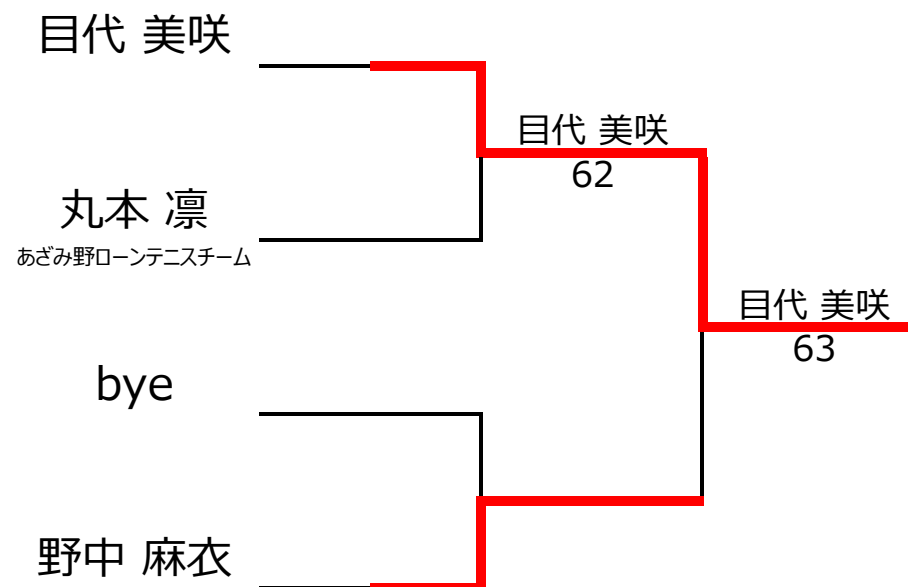 目代 美咲
目代 美咲
62
丸本 凛
あざみ野ローンテニスチーム
目代 美咲
63
bye
野中 麻衣